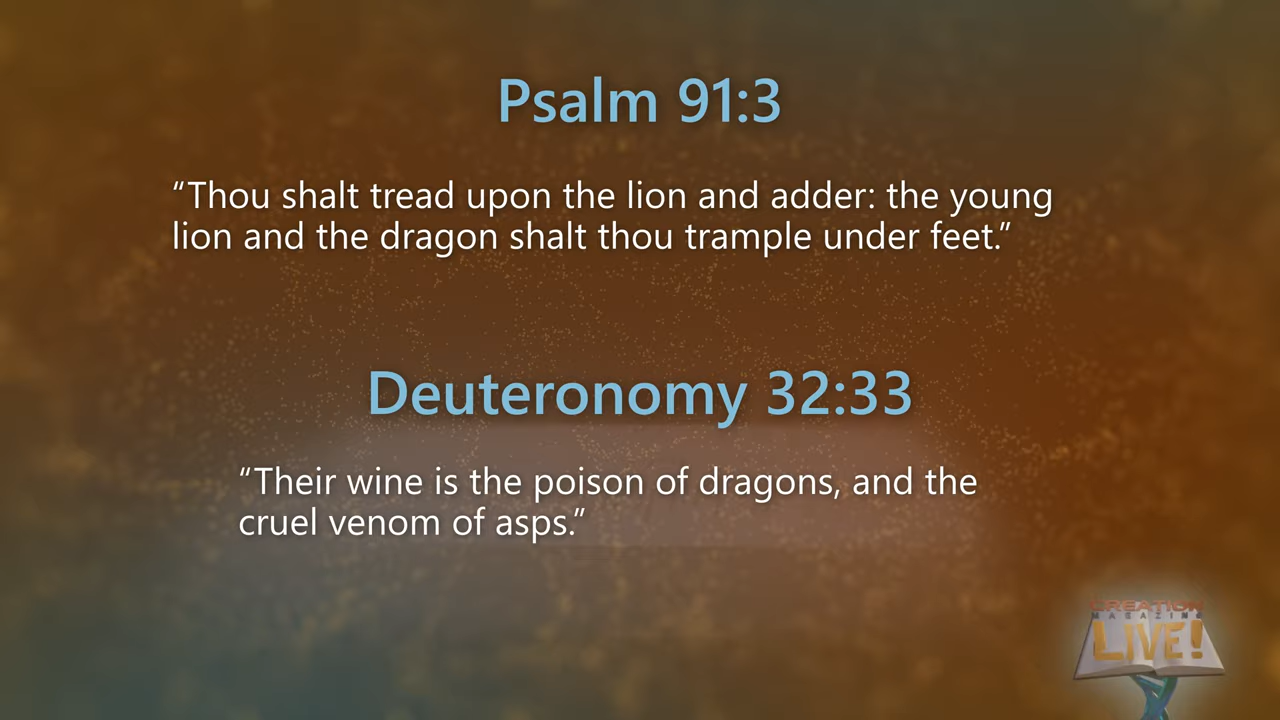 Psalm 91:3
“Thou shalt tread upon the lion and adder: the young
lion and the dragon shalt thou trample under feet.”
Deuteronomy 32:33
“Their wine is the poison of dragons, and the
cruel venom of asps.”
CREATION
MAGAZINE
LIVE!